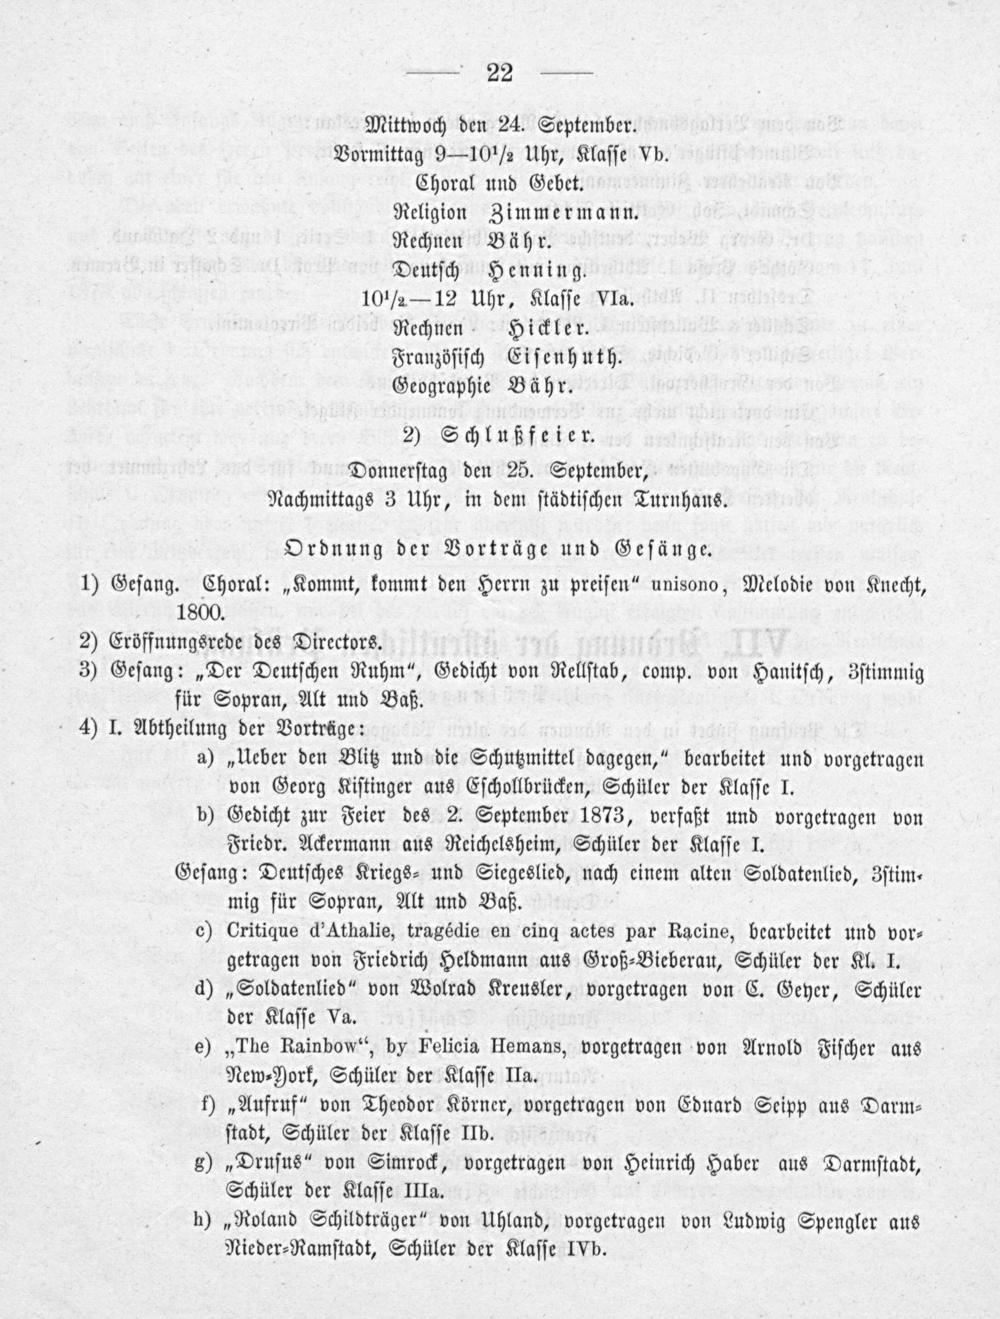 22
Mittwoch den 24. September.
Vormittag 9—10½ Uhr, Klasse Vb.
Choral und Gebet.
Religion Zimmermann.
Rechnen Bähr.
Deutsch Henning.
10½—12 Uhr, Klasse VIa.
Rechnen Hickler.
Französisch Eisenhuth.
Geographie Bähr.
2) Schlußfeier.
Donnerstag den 25. September,
Nachmittags 3 Uhr, in dem städtischen Turnhaus.
Ordnung der Vorträge und Gesänge.
1) Gesang. Choral: „Kommt, kommt den Herrn zu preisen“ unisono, Melodie von Knecht,
1800.
2) Eröffnungsrede des Directors
3) Gesang: „Der Deutschen Ruhm“, Gedicht von Rellstab, comp. von Hanitsch, 3stimmig
für Sopran, Alt und Baß.
4) I. Abtheilung der Vorträge:
a) „Ueber den Blitz und die Schutzmittel dagegen,“ bearbeitet und vorgetragen
von Georg Kistinger aus Eschollbrücken, Schüler der Klasse I.
b) Gedicht zur Feier des 2. September 1873, verfaßt und vorgetragen von
Friedr. Ackermann aus Reichelsheim, Schüler der Klasse I.
Gesang: Deutsches Kriegs- und Siegeslied, nach einem alten Soldatenlied, 3stim-
mig für Sopran, Alt und Baß.
c) Critique d'Athalie, tragédie en cinq actes par Racine, bearbeitet und vor-
getragen von Friedrich Heldmann aus Groß-Bieberau, Schüler der Kl. I.
d) „Soldatenlied“ von Wolrad Kreusler, vorgetragen von C. Geyer, Schüler
der Klasse Va.
e) „The Rainbow“, by Felicia Hemans, vorgetragen von Arnold Fischer aus
New-York, Schüler der Klasse IIa.
f) „Aufruf“ von Theodor Körner, vorgetragen von Eduard Seipp aus Darm-
stadt, Schüler der Klasse IIb.
g) „Drusus“ von Simrock, vorgetragen von Heinrich Haber aus Darmstadt,
Schüler der Klasse IIIa.
h) „Roland Schildträger“ von Uhland, vorgetragen von Ludwig Spengler aus
Nieder-Ramstadt, Schüler der Klasse IVb.